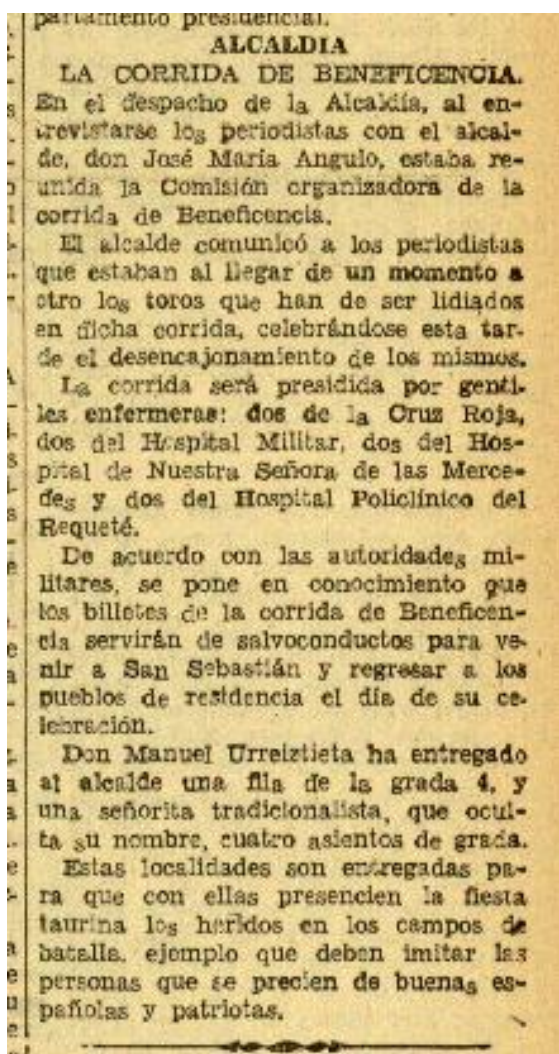 partamento presidencial.
ALCALDIA
LA CORRIDA DE BENEFICENCIA.
En el despacho de la Alcaldía, al en-
trevistarse los periodistas con el alcal-
de, don José María Angulo, estaba re-
unida la Comisión organizadora de la
corrida de Beneficencia.
El alcalde comunicó a los periodistas
que estaban al llegar de un momento a
otro los toros que han de ser lidiados
en dicha corrida, celebrándose esta tar-
de el desencajonamiento de los mismos.
La corrida será presidida por genti-
les enfermeras: dos de la Cruz Roja,
dos del Hospital Militar, dos del Hos-
pital de Nuestra Señora de las Merce-
des y dos del Hospital Policlínico del
Requeté.
De acuerdo con las autoridades mi-
litares, se pone en conocimiento que
los billetes de la corrida de Beneficen-
cia servirán de salvoconductos para ve-
nir a San Sebastián y regresar a los
pueblos de residencia el día de su ce-
lebración.
Don Manuel Urreiztieta ha entregado
al alcalde una fila de la grada 4, y
una señorita tradicionalista, que ocul-
ta su nombre, cuatro asientos de grada.
Estas localidades son entregadas pa-
ra que con ellas presencien la fiesta
taurina los heridos en los campos de
batalla. ejemplo que deben imitar las
personas que se precien de buenas es-
pañolas y patriotas.